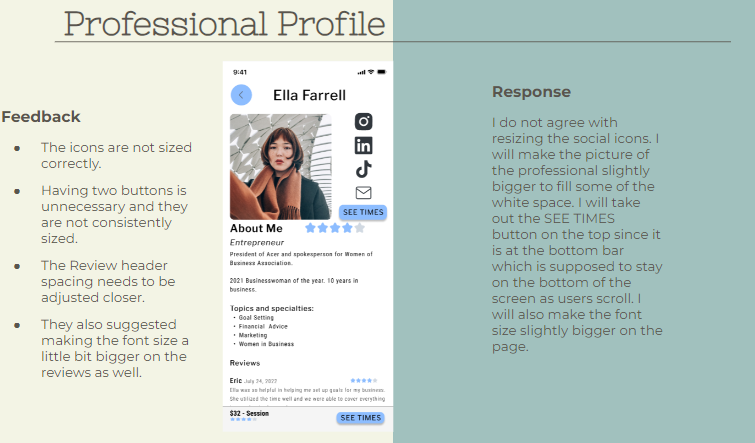 Professional Profile
Feedback
● The icons are not sized
correctly.
● Having two buttons is
unnecessary and they
are not consistently
sized.
● The Review header
spacing needs to be
adjusted closer.
● They also suggested
making the font size a
little bit bigger on the
reviews as well.
9:41
Ella Farrell
SEE TIMES
About Me
Entrepreneur
President of Acer and spokesperson for Women of
Business Association.
2021 Businesswoman of the year. 10 years in
business.
Topics and specialties:
• Goal Setting
• Financial Advice
• Marketing
• Women in Business
Reviews
Eric July 24, 2022
Ella was so helpful in helping me set up goals for my business.
She utilized the time well and we were able to cover everything
$32 - Session
SEE TIMES
Response
I do not agree with
resizing the social icons. I
will make the picture of
the professional slightly
bigger to fill some of the
white space. I will take
out the SEE TIMES
button on the top since it
is at the bottom bar
which is supposed to stay
on the bottom of the
screen as users scroll. I
will also make the font
size slightly bigger on the
page.